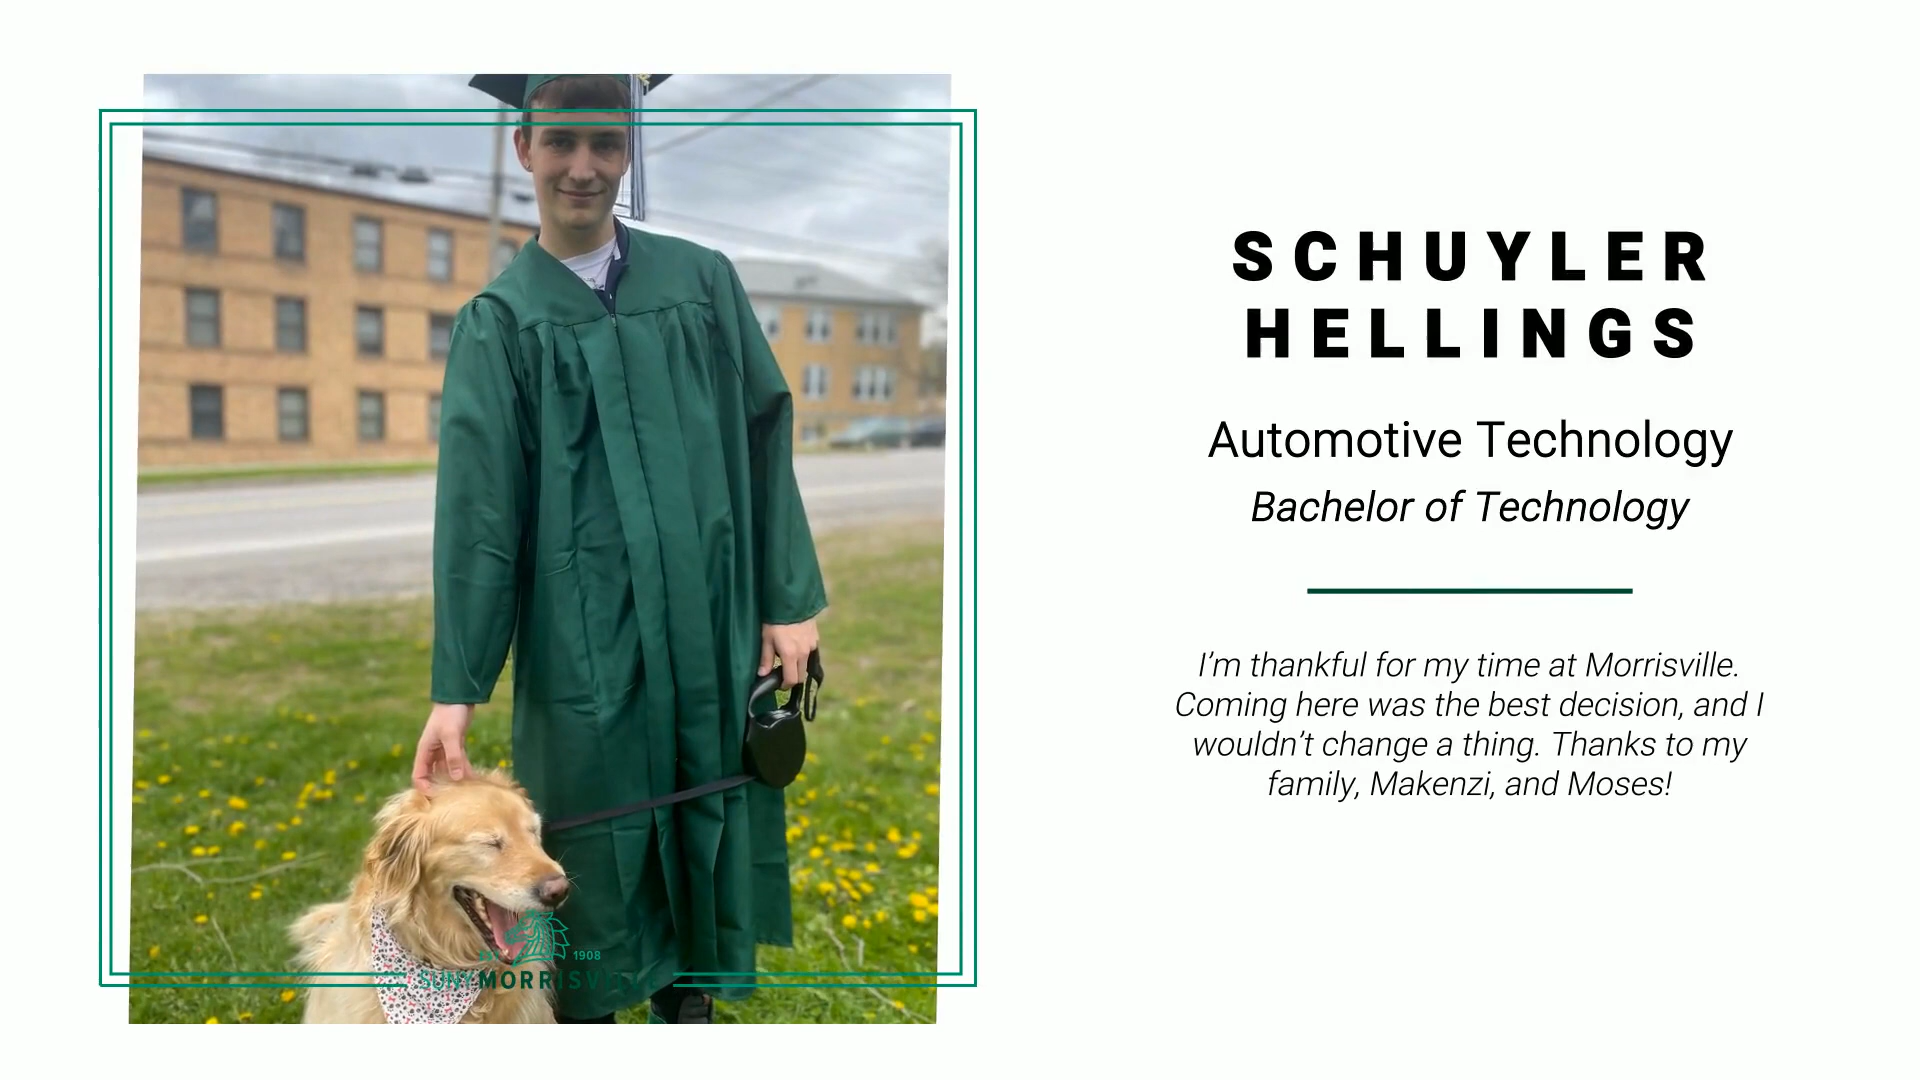 SCHUYLER
HELLINGS
Automotive Technology
Bachelor of Technology
I'm thankful for my time at Morrisville.
Coming here was the best decision, and I
wouldn't change a thing. Thanks to my
family, Makenzi, and Moses!
EST 1908
SUNY MORRISVILLE